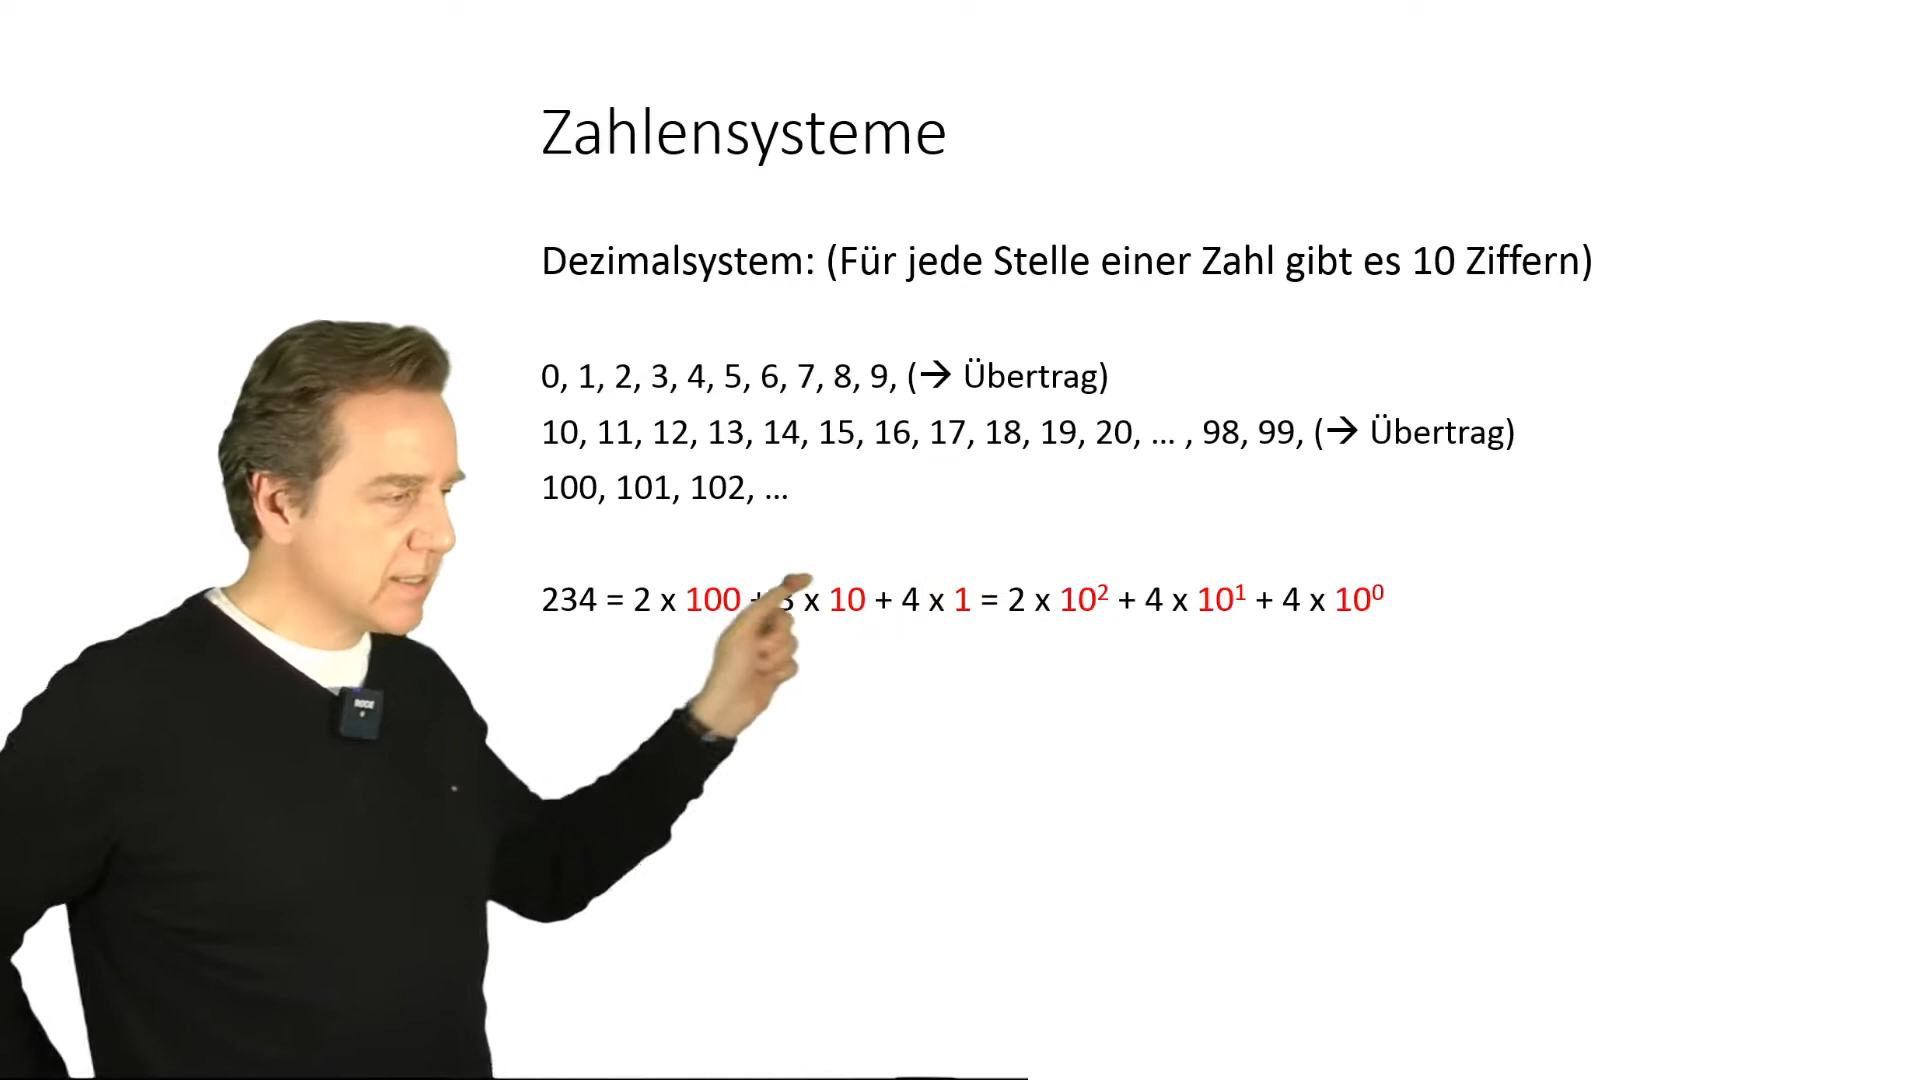 Zahlensysteme
Dezimalsystem: (Für jede Stelle einer Zahl gibt es 10 Ziffern)
0, 1, 2, 3, 4, 5, 6, 7, 8, 9, (→ Übertrag)
10, 11, 12, 13, 14, 15, 16, 17, 18, 19, 20, ... , 98, 99, (→ Übertrag)
100, 101, 102, ...
234 = 2 x 100 + 3 x 10 + 4 x 1 = 2 x 10² + 4 x 10¹ + 4 x 10⁰
RODE